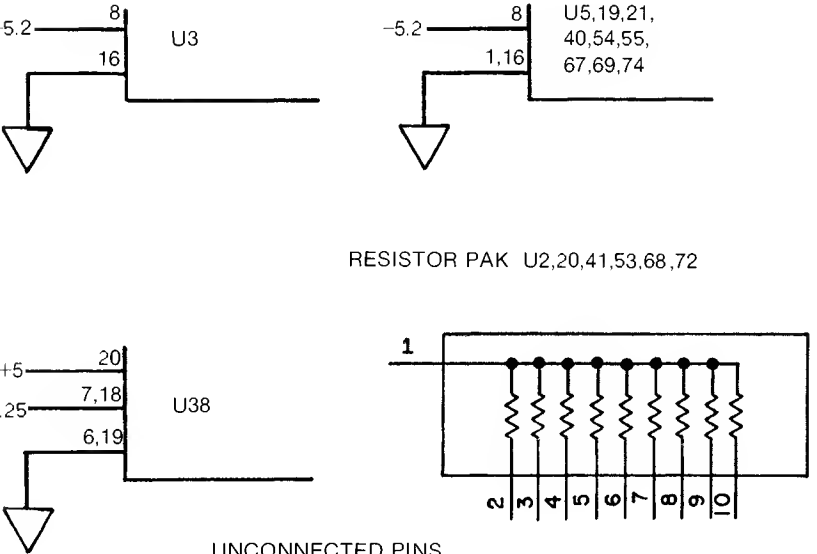 8
-5.2
U3
16
8
-5.2
U5,19,21,
40,54,55,
1,16
67,69,74
RESISTOR PAK U2,20,41,53,68,72
1
+5
20
7,18
.25
U38
6,19
2 3 4 5 6 7 8 9 10
UNCONNECTED PINS